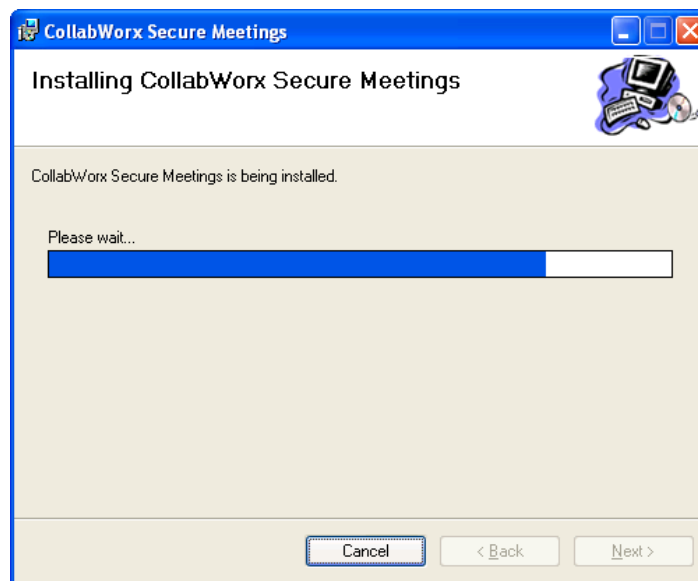 CollabWorx Secure Meetings
Installing CollabWorx Secure Meetings
CollabWorx Secure Meetings is being installed.
Please wait...
Cancel
< Back
Next >